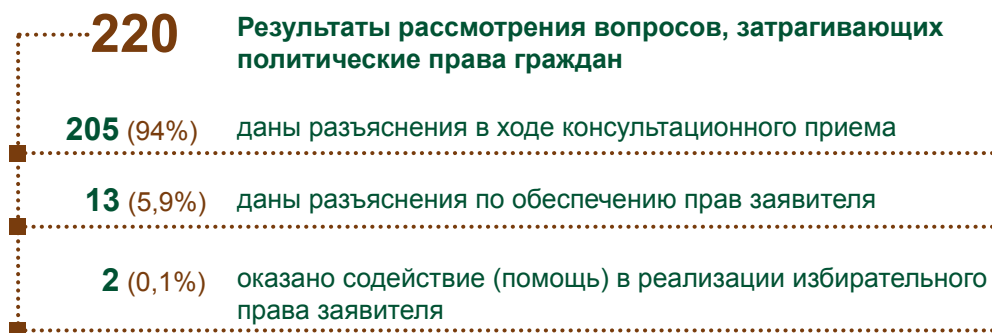 220 Результаты рассмотрения вопросов, затрагивающих
политические права граждан
205 (94%) даны разъяснения в ходе консультационного приема
13 (5,9%) даны разъяснения по обеспечению прав заявителя
2 (0,1%) оказано содействие (помощь) в реализации избирательного
права заявителя